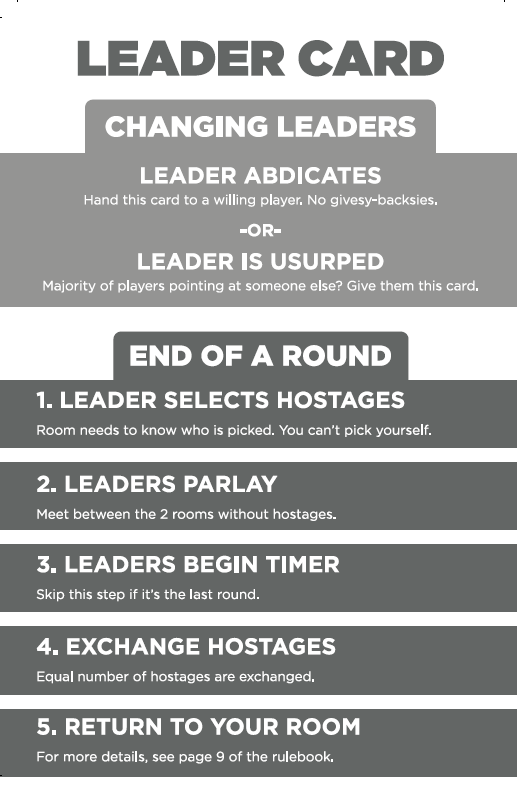 LEADER CARD
CHANGING LEADERS
LEADER ABDICATES
Hand this card to a willing player. No givesy-backsies.
-OR-
LEADER IS USURPED
Majority of players pointing at someone else? Give them this card.
END OF A ROUND
1. LEADER SELECTS HOSTAGES
Room needs to know who is picked. You can't pick yourself.
2. LEADERS PARLAY
Meet between the 2 rooms without hostages.
3. LEADERS BEGIN TIMER
Skip this step if it's the last round.
4. EXCHANGE HOSTAGES
Equal number of hostages are exchanged.
5. RETURN TO YOUR ROOM
For more details, see page 9 of the rulebook.